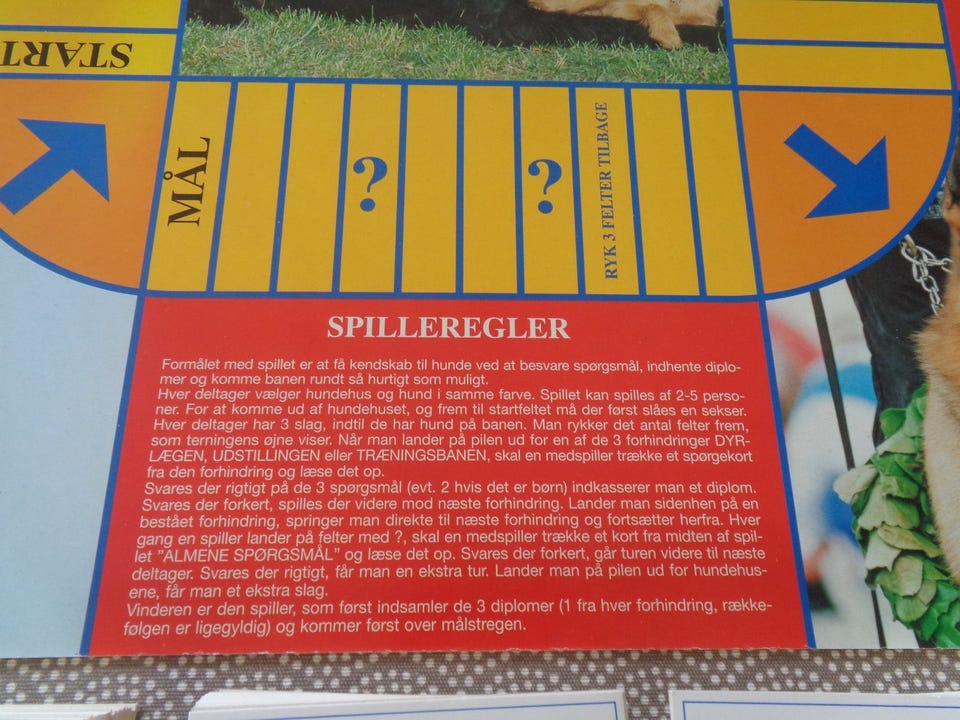 START
MÅL
?
?
RYK 3 FELTER TILBAGE
SPILLEREGLER
Formålet med spillet er at få kendskab til hunde ved at besvare spørgsmål, indhente diplo-
mer og komme banen rundt så hurtigt som muligt.
Hver deltager vælger hundehus og hund i samme farve. Spillet kan spilles af 2-5 perso-
ner. For at komme ud af hundehuset, og frem til startfeltet må der først slåes en sekser.
Hver deltager har 3 slag, indtil de har hund på banen. Man rykker det antal felter frem,
som terningens øjne viser. Når man lander på pilen ud for en af de 3 forhindringer DYR-
LÆGEN, UDSTILLINGEN eller TRÆNINGSBANEN, skal en medspiller trække et spørgekort
fra den forhindring og læse det op.
Svares der rigtigt på de 3 spørgsmål (evt. 2 hvis det er børn) indkasserer man et diplom.
Svares der forkert, spilles der videre mod næste forhindring. Lander man sidenhen på en
bestået forhindring, springer man direkte til næste forhindring og fortsætter herfra. Hver
gang en spiller lander på felter med ?, skal en medspiller trække et kort fra midten af spil-
let "ALMENE SPØRGSMÅL" og læse det op. Svares der forkert, går turen videre til næste
deltager. Svares der rigtigt, får man en ekstra tur. Lander man på pilen ud for hundehus-
ene, får man et ekstra slag.
Vinderen er den spiller, som først indsamler de 3 diplomer (1 fra hver forhindring, række-
følgen er ligegyldig) og kommer først over målstregen.